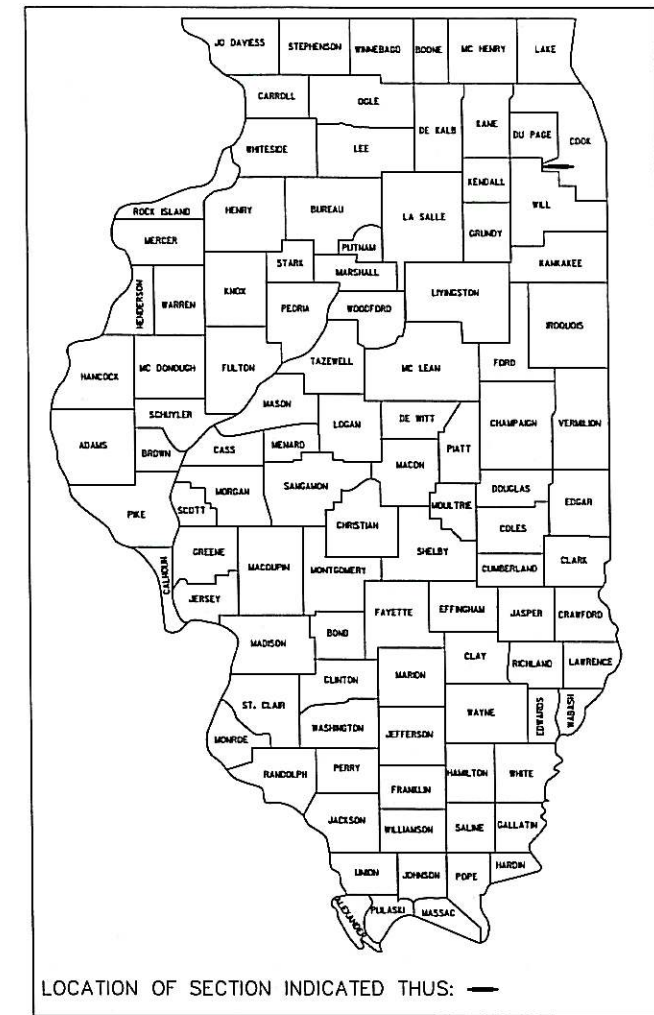 JO DAVIESS STEPHENSON WINNEBAGO BOONE MC HENRY LAKE
CARROLL OGLE DE KALB KANE DU PAGE COOK
WHITESIDE LEE
KENDALL WILL
ROCK ISLAND HENRY BUREAU LA SALLE
MERCER PUTNAM GRUNDY
STARK MARSHALL KANKAKEE
HENDERSON WARREN KNOX PEORIA WOODFORD LIVINGSTON IROQUOIS
HANCOCK MC DONOUGH FULTON TAZEWELL MC LEAN FORD
SCHUYLER MASON LOGAN DE WITT CHAMPAIGN VERMILION
ADAMS BROWN CASS MENARD PIATT
MACON
PIKE SCOTT MORGAN SANGAMON MOULTRIE DOUGLAS EDGAR
CHRISTIAN COLES
CALHOUN GREENE MACOUPIN MONTGOMERY SHELBY CUMBERLAND CLARK
JERSEY FAYETTE EFFINGHAM JASPER CRAWFORD
MADISON BOND
CLAY RICHLAND LAWRENCE
CLINTON MARION
ST. CLAIR WAYNE EDWARDS WABASH
WASHINGTON JEFFERSON
MONROE
RANDOLPH PERRY HAMILTON WHITE
FRANKLIN
JACKSON WILLIAMSON SALINE GALLATIN
UNION JOHNSON POPE HARDIN
ALEXANDER PULASKI MASSAC
LOCATION OF SECTION INDICATED THUS: